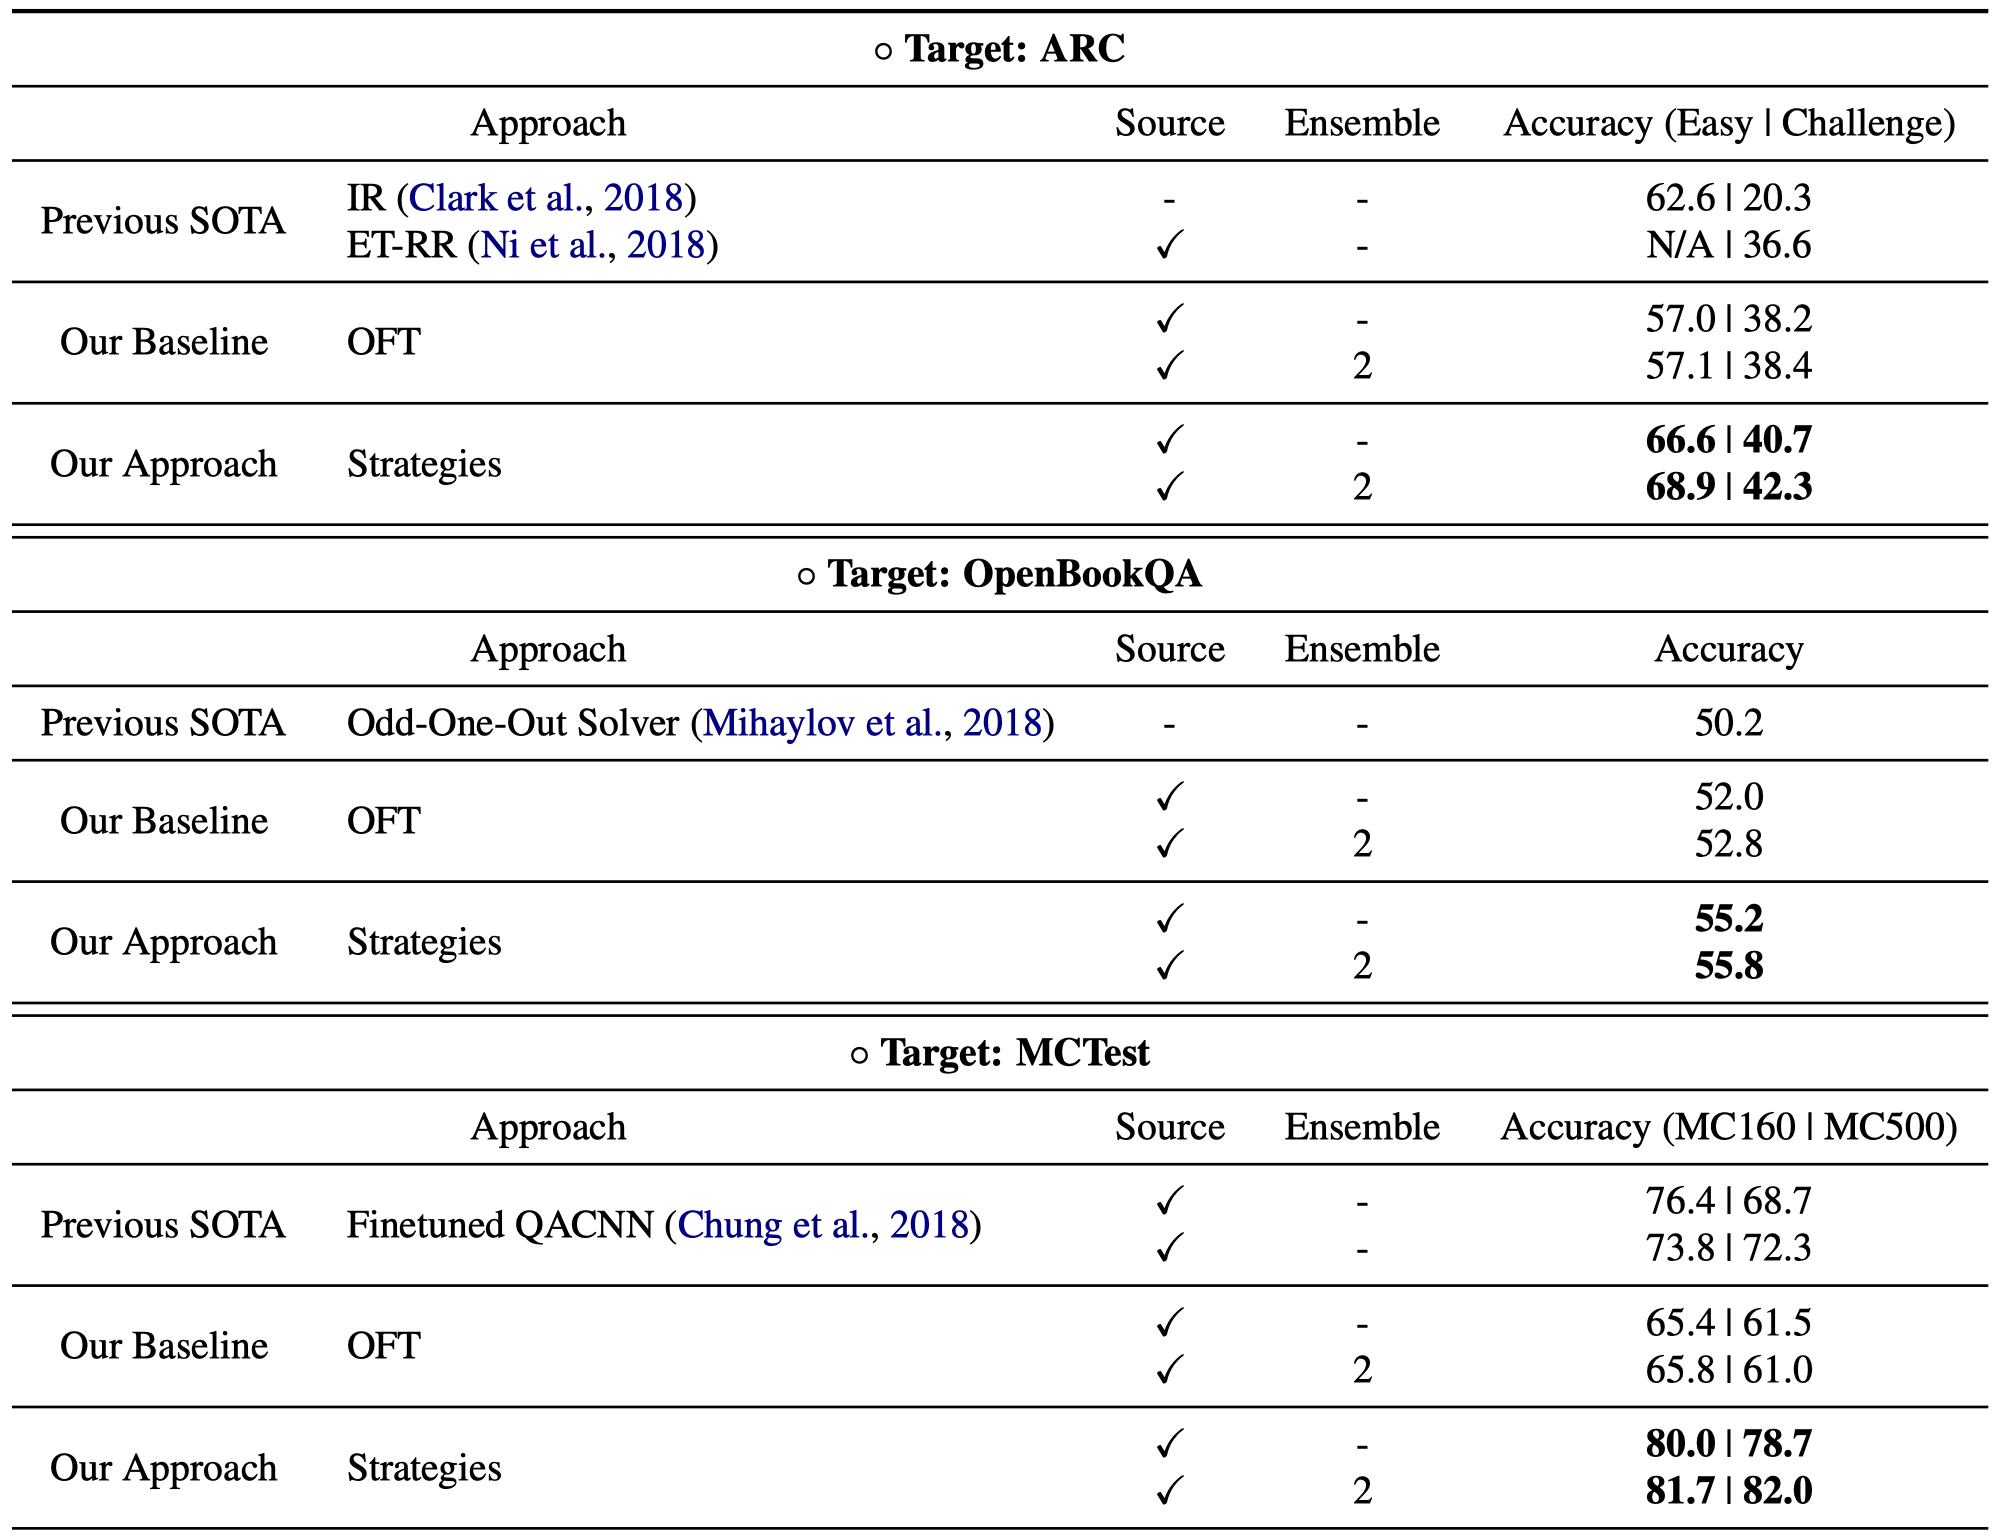 ○ Target: ARC
Approach Source Ensemble Accuracy (Easy | Challenge)
Previous SOTA IR (Clark et al., 2018) - - 62.6 | 20.3
ET-RR (Ni et al., 2018) ✓ - N/A | 36.6
Our Baseline OFT ✓ - 57.0 | 38.2
✓ 2 57.1 | 38.4
Our Approach Strategies ✓ - 66.6 | 40.7
✓ 2 68.9 | 42.3
○ Target: OpenBookQA
Approach Source Ensemble Accuracy
Previous SOTA Odd-One-Out Solver (Mihaylov et al., 2018) - - 50.2
Our Baseline OFT ✓ - 52.0
✓ 2 52.8
Our Approach Strategies ✓ - 55.2
✓ 2 55.8
○ Target: MCTest
Approach Source Ensemble Accuracy (MC160 | MC500)
Previous SOTA Finetuned QACNN (Chung et al., 2018) ✓ - 76.4 | 68.7
✓ - 73.8 | 72.3
Our Baseline OFT ✓ - 65.4 | 61.5
✓ 2 65.8 | 61.0
Our Approach Strategies ✓ - 80.0 | 78.7
✓ 2 81.7 | 82.0